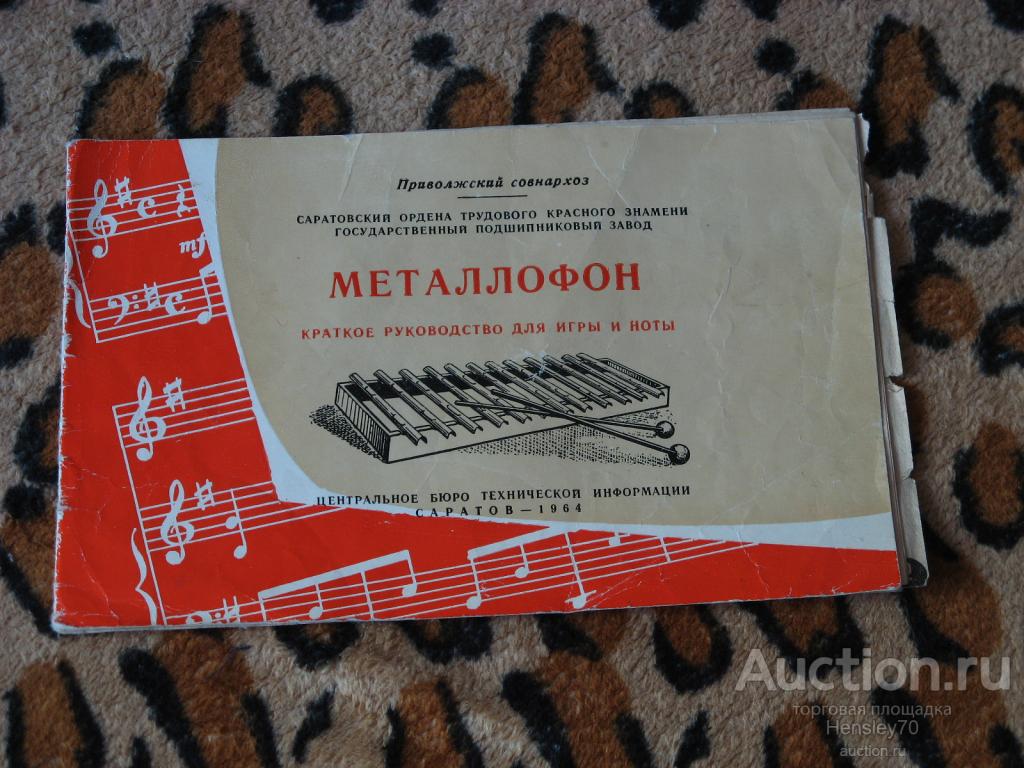 Приволжский совнархоз
САРАТОВСКИЙ ОРДЕНА ТРУДОВОГО КРАСНОГО ЗНАМЕНИ
ГОСУДАРСТВЕННЫЙ ПОДШИПНИКОВЫЙ ЗАВОД
МЕТАЛЛОФОН
КРАТКОЕ РУКОВОДСТВО ДЛЯ ИГРЫ И НОТЫ
ЦЕНТРАЛЬНОЕ БЮРО ТЕХНИЧЕСКОЙ ИНФОРМАЦИИ
САРАТОВ — 1964
mf
Auction.ru
торговая площадка
Hensley70
auction.ru